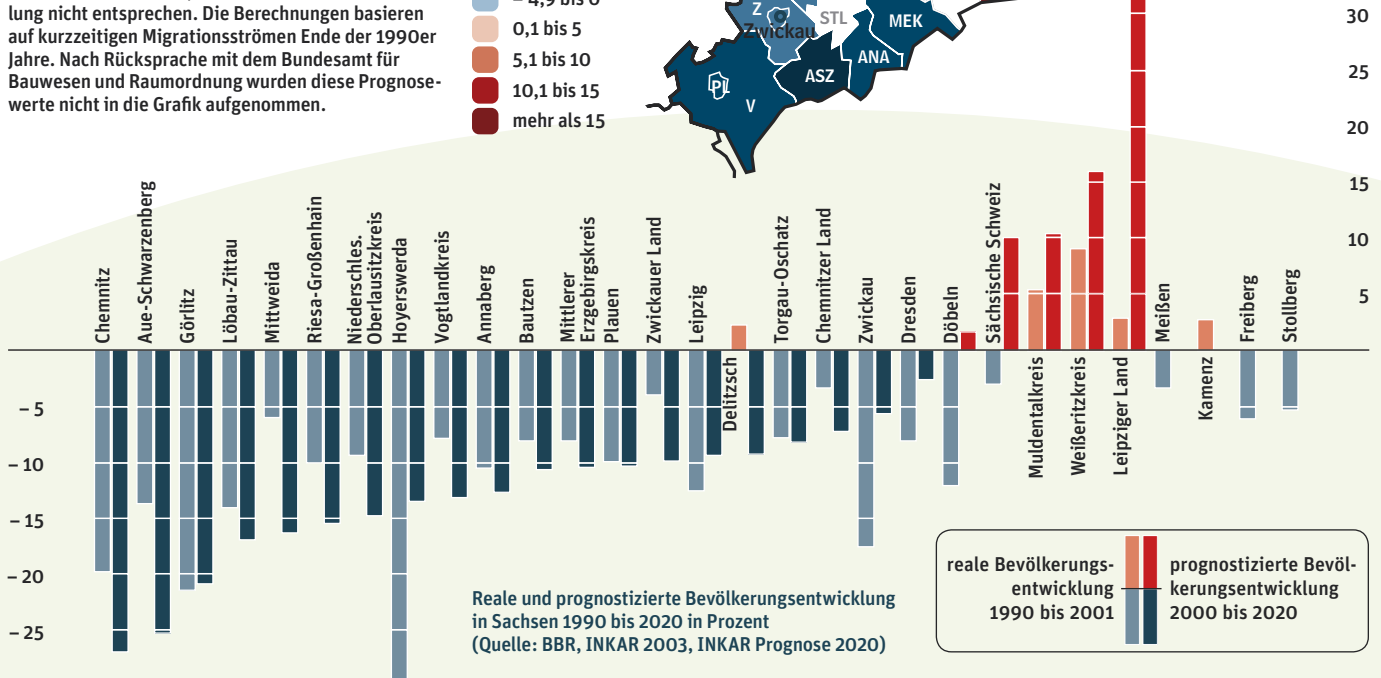 lung nicht entsprechen. Die Berechnungen basieren
auf kurzzeitigen Migrationsströmen Ende der 1990er
Jahre. Nach Rücksprache mit dem Bundesamt für
Bauwesen und Raumordnung wurden diese Prognose-
werte nicht in die Grafik aufgenommen.
– 4,9 bis 0
0,1 bis 5
5,1 bis 10
10,1 bis 15
mehr als 15
Z
Zwickau
STL
MEK
ANA
ASZ
PL
V
30
25
20
15
10
5
– 5
– 10
– 15
– 20
– 25
Chemnitz
Aue-Schwarzenberg
Görlitz
Löbau-Zittau
Mittweida
Riesa-Großenhain
Niederschles.
Oberlausitzkreis
Hoyerswerda
Vogtlandkreis
Annaberg
Bautzen
Mittlerer
Erzgebirgskreis
Plauen
Zwickauer Land
Leipzig
Delitzsch
Torgau-Oschatz
Chemnitzer Land
Zwickau
Dresden
Döbeln
Sächsische Schweiz
Muldentalkreis
Weißeritzkreis
Leipziger Land
Meißen
Kamenz
Freiberg
Stollberg
Reale und prognostizierte Bevölkerungsentwicklung
in Sachsen 1990 bis 2020 in Prozent
(Quelle: BBR, INKAR 2003, INKAR Prognose 2020)
reale Bevölkerungs-
entwicklung
1990 bis 2001
prognostizierte Bevöl-
kerungsentwicklung
2000 bis 2020